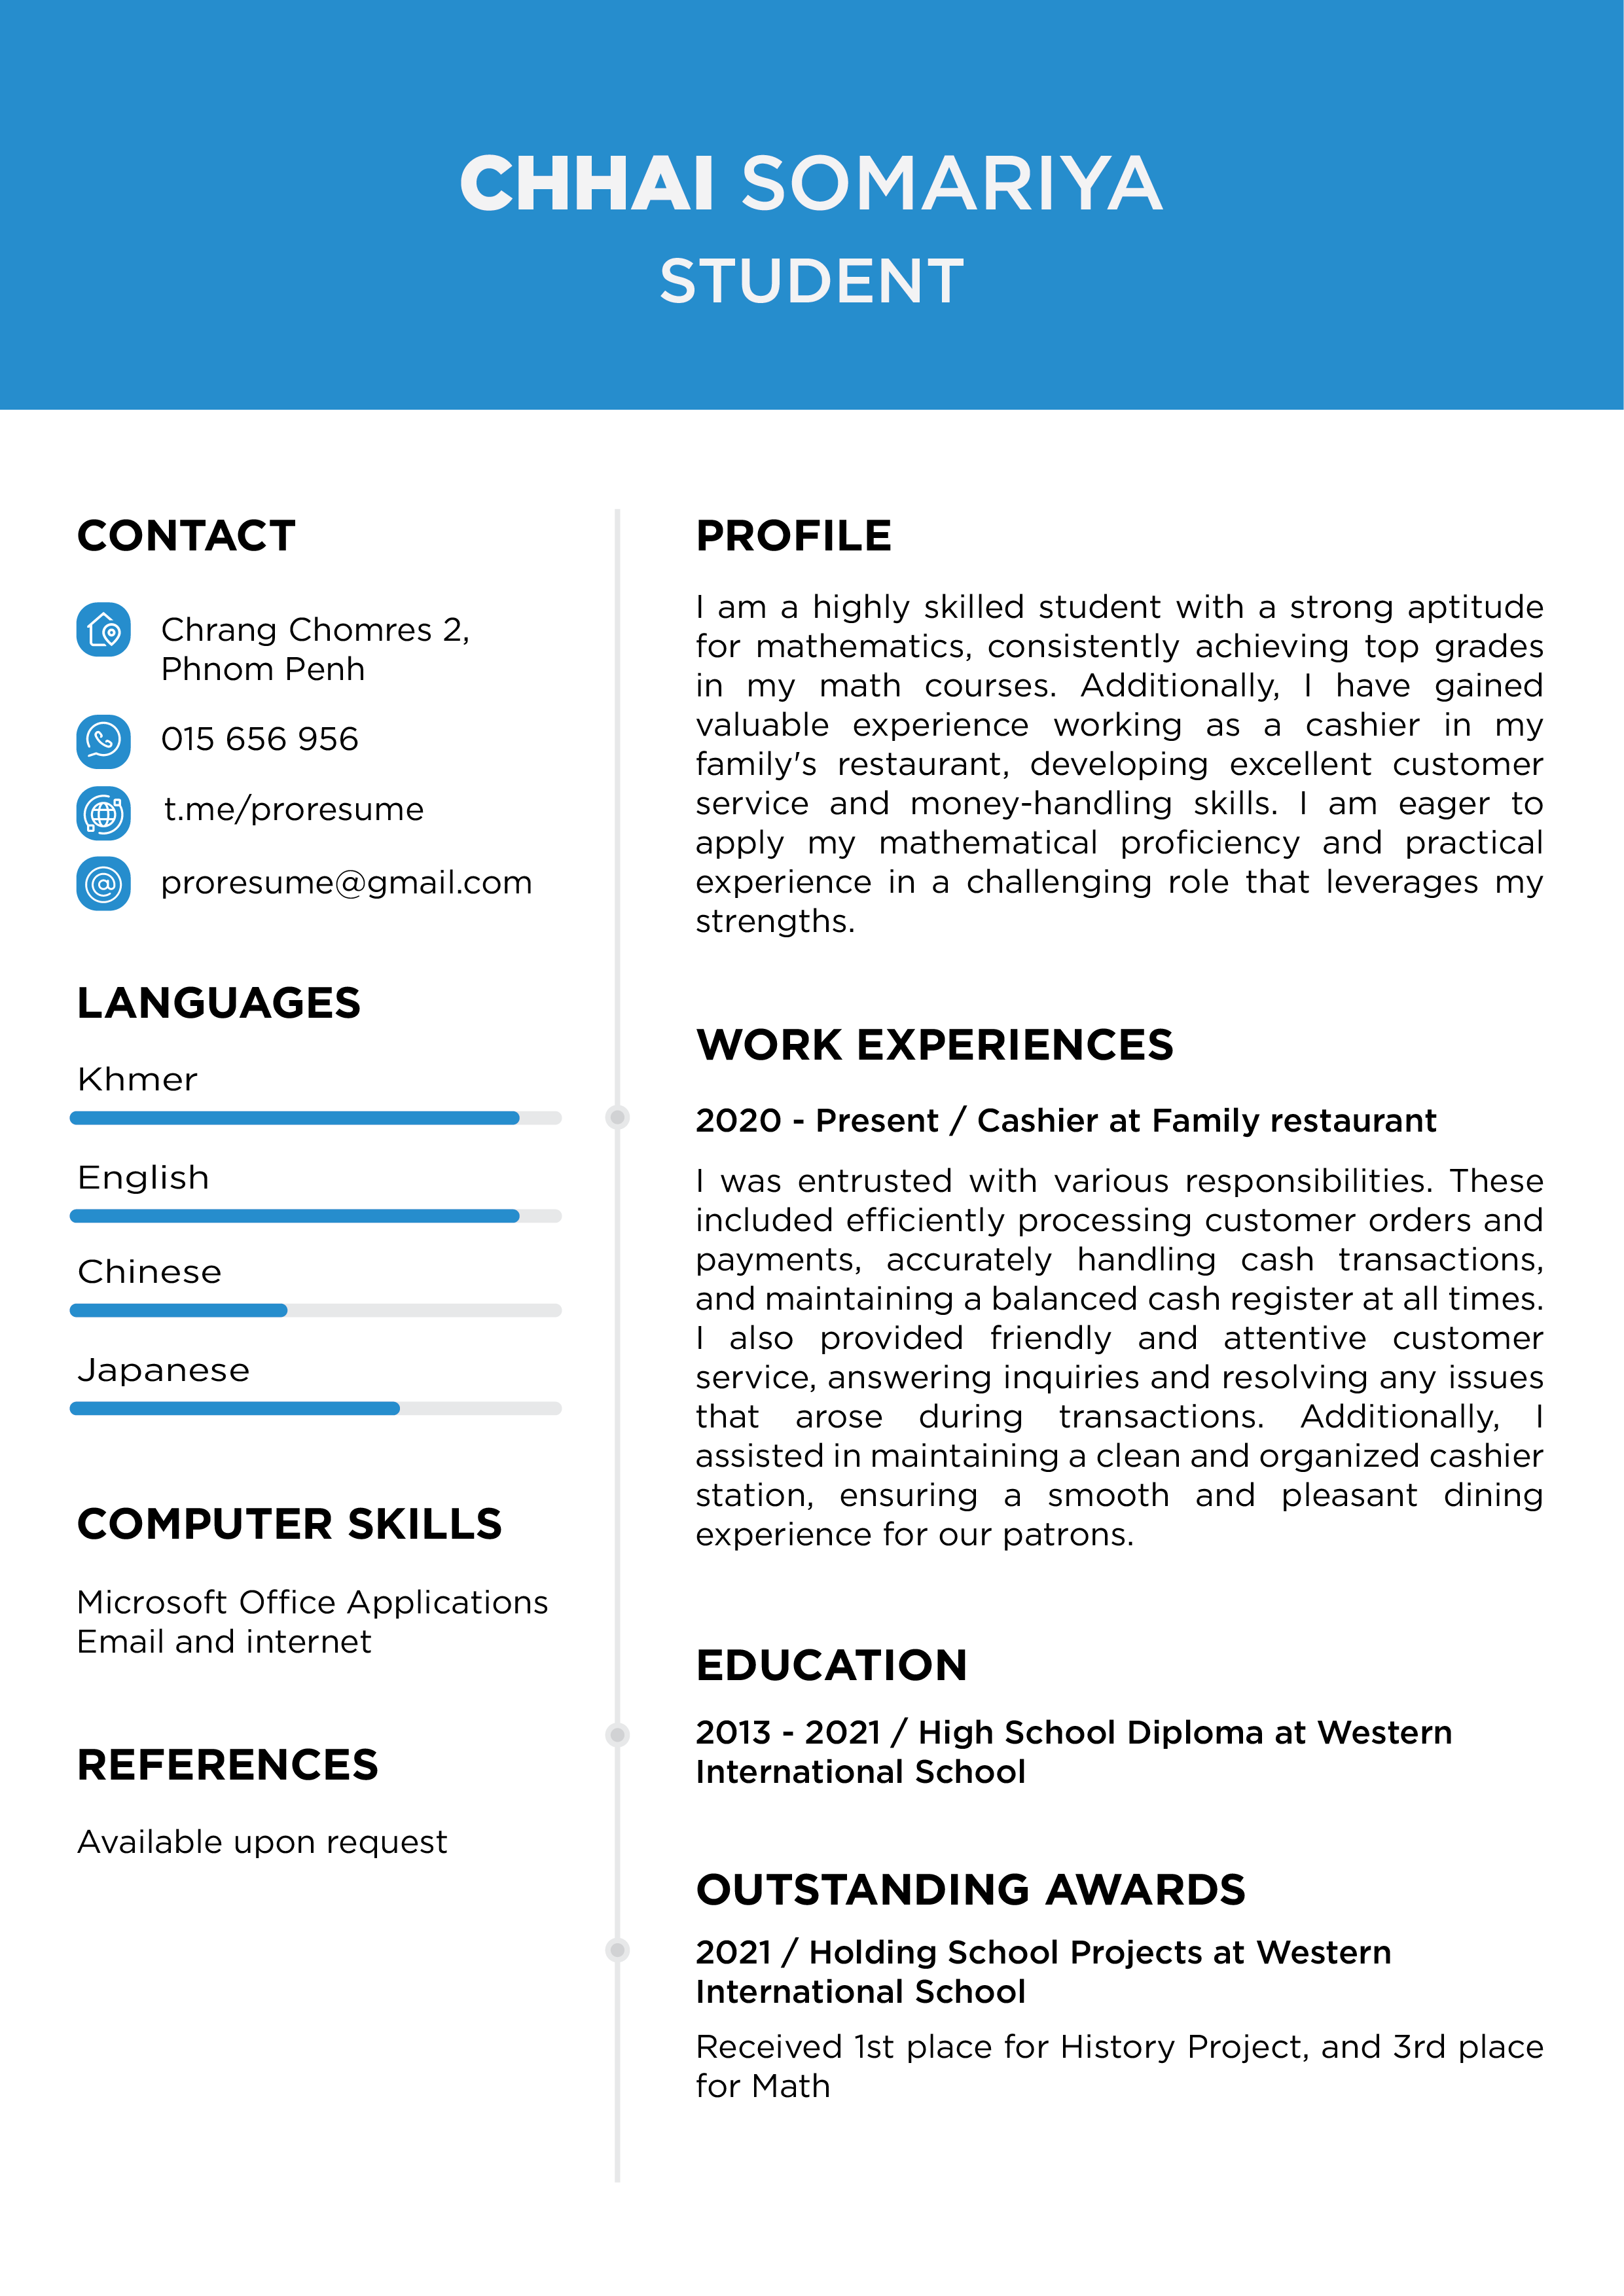 CHHAI SOMARIYA
STUDENT
CONTACT
Chrang Chomres 2,
Phnom Penh
015 656 956
t.me/proresume
proresume@gmail.com
LANGUAGES
Khmer
English
Chinese
Japanese
COMPUTER SKILLS
Microsoft Office Applications
Email and internet
REFERENCES
Available upon request
PROFILE
I am a highly skilled student with a strong aptitude
for mathematics, consistently achieving top grades
in my math courses. Additionally, I have gained
valuable experience working as a cashier in my
family's restaurant, developing excellent customer
service and money-handling skills. I am eager to
apply my mathematical proficiency and practical
experience in a challenging role that leverages my
strengths.
WORK EXPERIENCES
2020 - Present / Cashier at Family restaurant
I was entrusted with various responsibilities. These
included efficiently processing customer orders and
payments, accurately handling cash transactions,
and maintaining a balanced cash register at all times.
I also provided friendly and attentive customer
service, answering inquiries and resolving any issues
that arose during transactions. Additionally, I
assisted in maintaining a clean and organized cashier
station, ensuring a smooth and pleasant dining
experience for our patrons.
EDUCATION
2013 - 2021 / High School Diploma at Western
International School
OUTSTANDING AWARDS
2021 / Holding School Projects at Western
International School
Received 1st place for History Project, and 3rd place
for Math